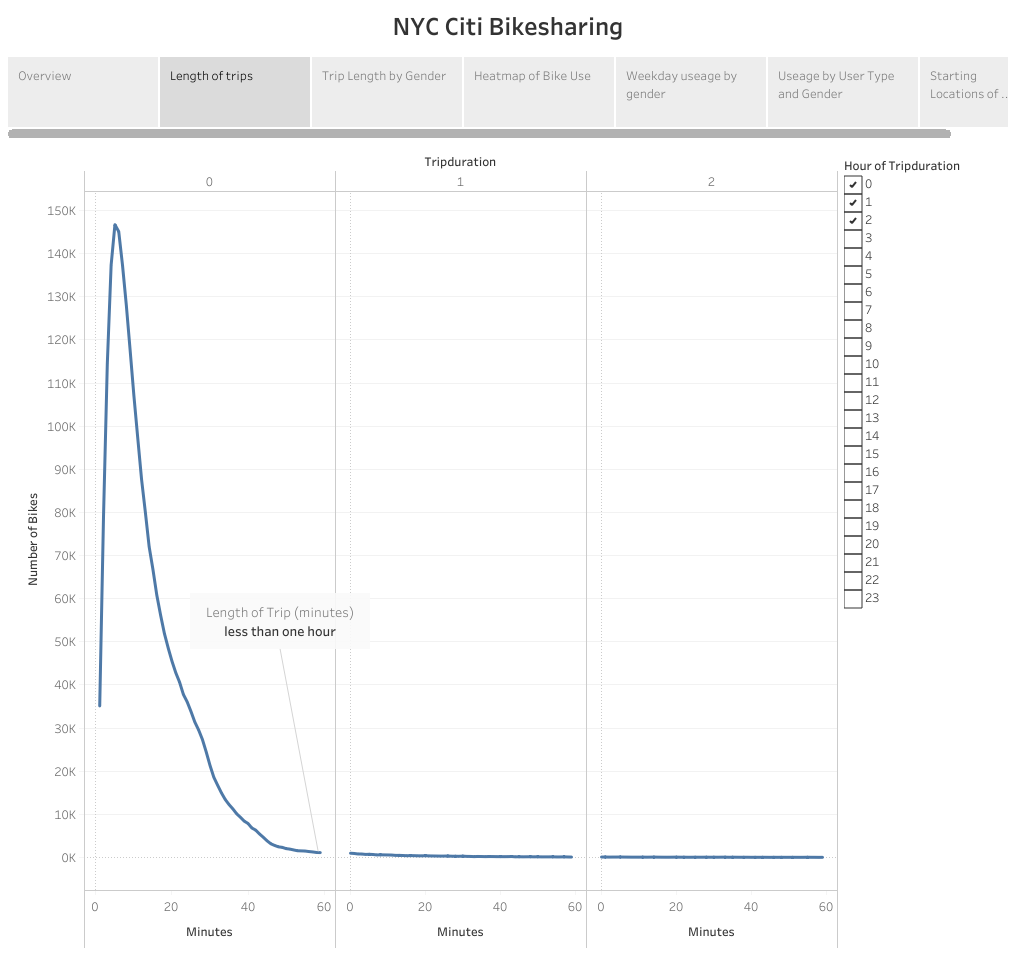 NYC Citi Bikesharing
Overview
Length of trips
Trip Length by Gender
Heatmap of Bike Use
Weekday useage by
gender
Useage by User Type
and Gender
Starting
Locations of ..
Tripduration
0
1
2
150K
140K
130K
120K
110K
100K
90K
80K
70K
60K
50K
40K
30K
20K
10K
0K
Number of Bikes
Length of Trip (minutes)
less than one hour
0 20 40 60
0 20 40 60
0 20 40 60
Minutes
Minutes
Minutes
Hour of Tripduration
0
1
2
3
4
5
6
7
8
9
10
11
12
13
14
15
16
17
18
19
20
21
22
23